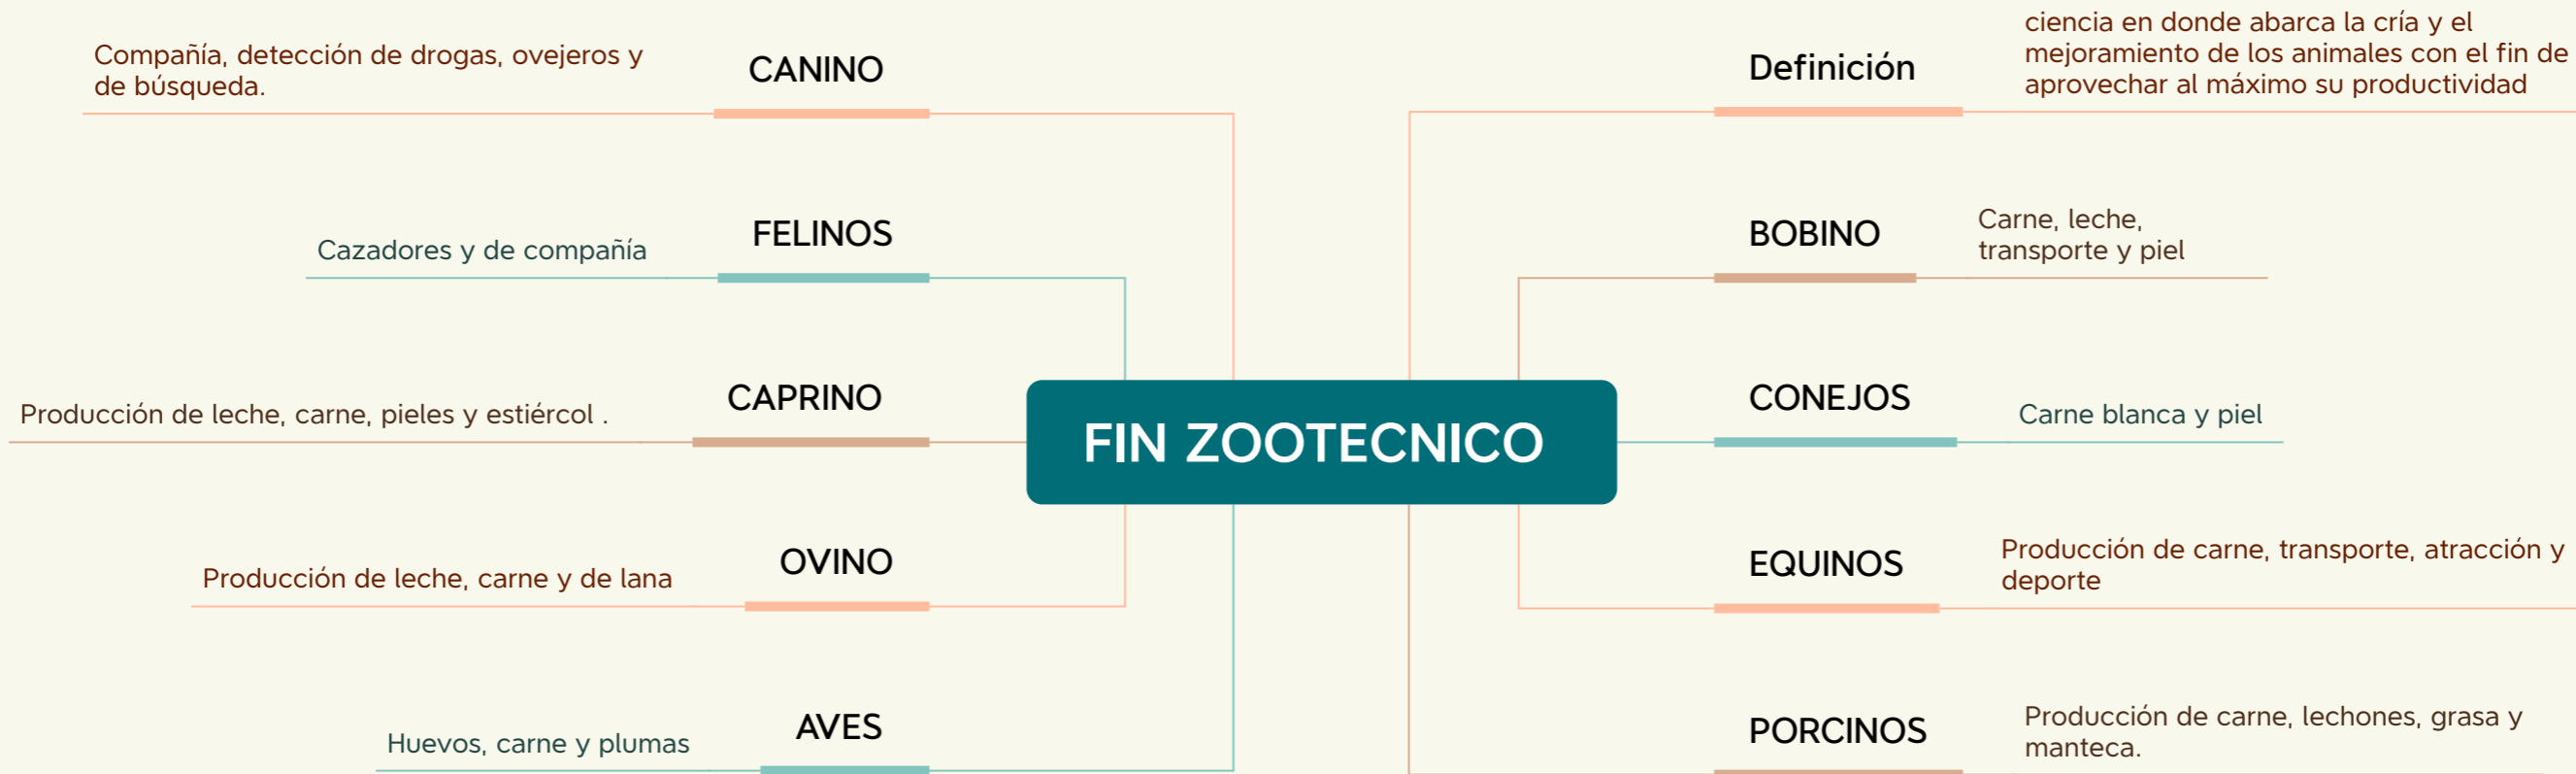 FIN ZOOTECNICO
Definición
ciencia en donde abarca la cría y el
mejoramiento de los animales con el fin de
aprovechar al máximo su productividad
BOBINO
Carne, leche,
transporte y piel
CONEJOS
Carne blanca y piel
EQUINOS
Producción de carne, transporte, atracción y
deporte
PORCINOS
Producción de carne, lechones, grasa y
manteca.
CANINO
Compañía, detección de drogas, ovejeros y
de búsqueda.
FELINOS
Cazadores y de compañía
CAPRINO
Producción de leche, carne, pieles y estiércol .
OVINO
Producción de leche, carne y de lana
AVES
Huevos, carne y plumas